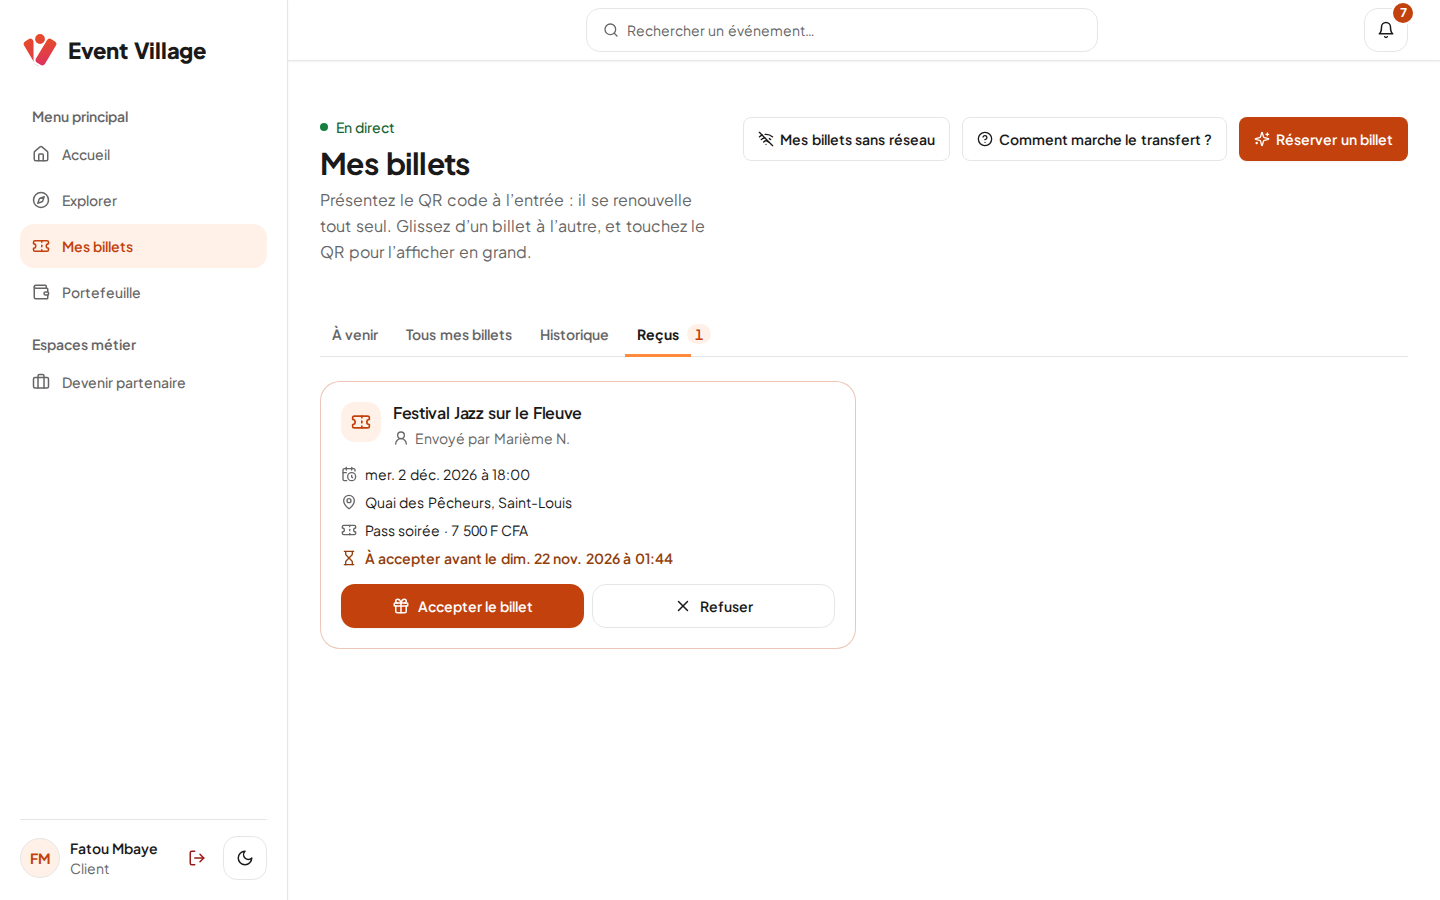 Event Village
Menu principal
Accueil
Explorer
Mes billets
Portefeuille
Espaces métier
Devenir partenaire
FM
Fatou Mbaye
Client
Rechercher un événement…
7
En direct
Mes billets
Présentez le QR code à l’entrée : il se renouvelle
tout seul. Glissez d’un billet à l’autre, et touchez le
QR pour l’afficher en grand.
Mes billets sans réseau
Comment marche le transfert ?
Réserver un billet
À venir
Tous mes billets
Historique
Reçus 1
Festival Jazz sur le Fleuve
Envoyé par Marième N.
mer. 2 déc. 2026 à 18:00
Quai des Pêcheurs, Saint-Louis
Pass soirée · 7 500 F CFA
À accepter avant le dim. 22 nov. 2026 à 01:44
Accepter le billet
Refuser